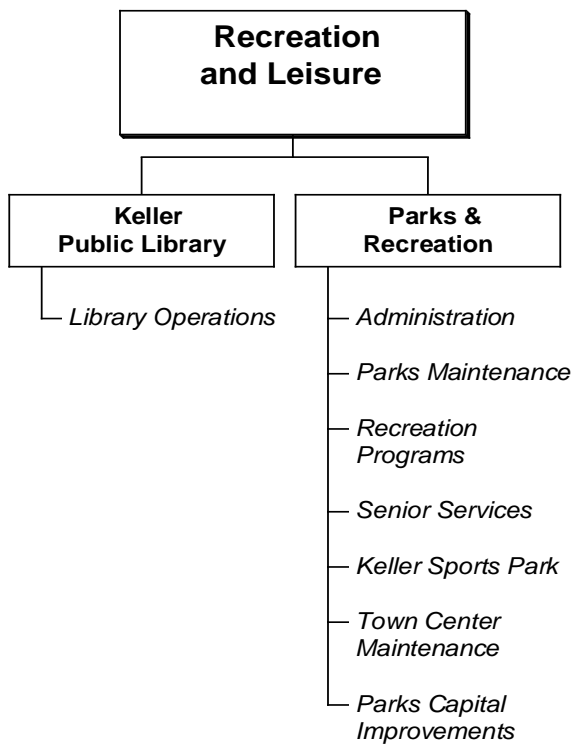 Recreation
and Leisure
Keller
Public Library
Library Operations
Parks &
Recreation
Administration
Parks Maintenance
Recreation
Programs
Senior Services
Keller Sports Park
Town Center
Maintenance
Parks Capital
Improvements